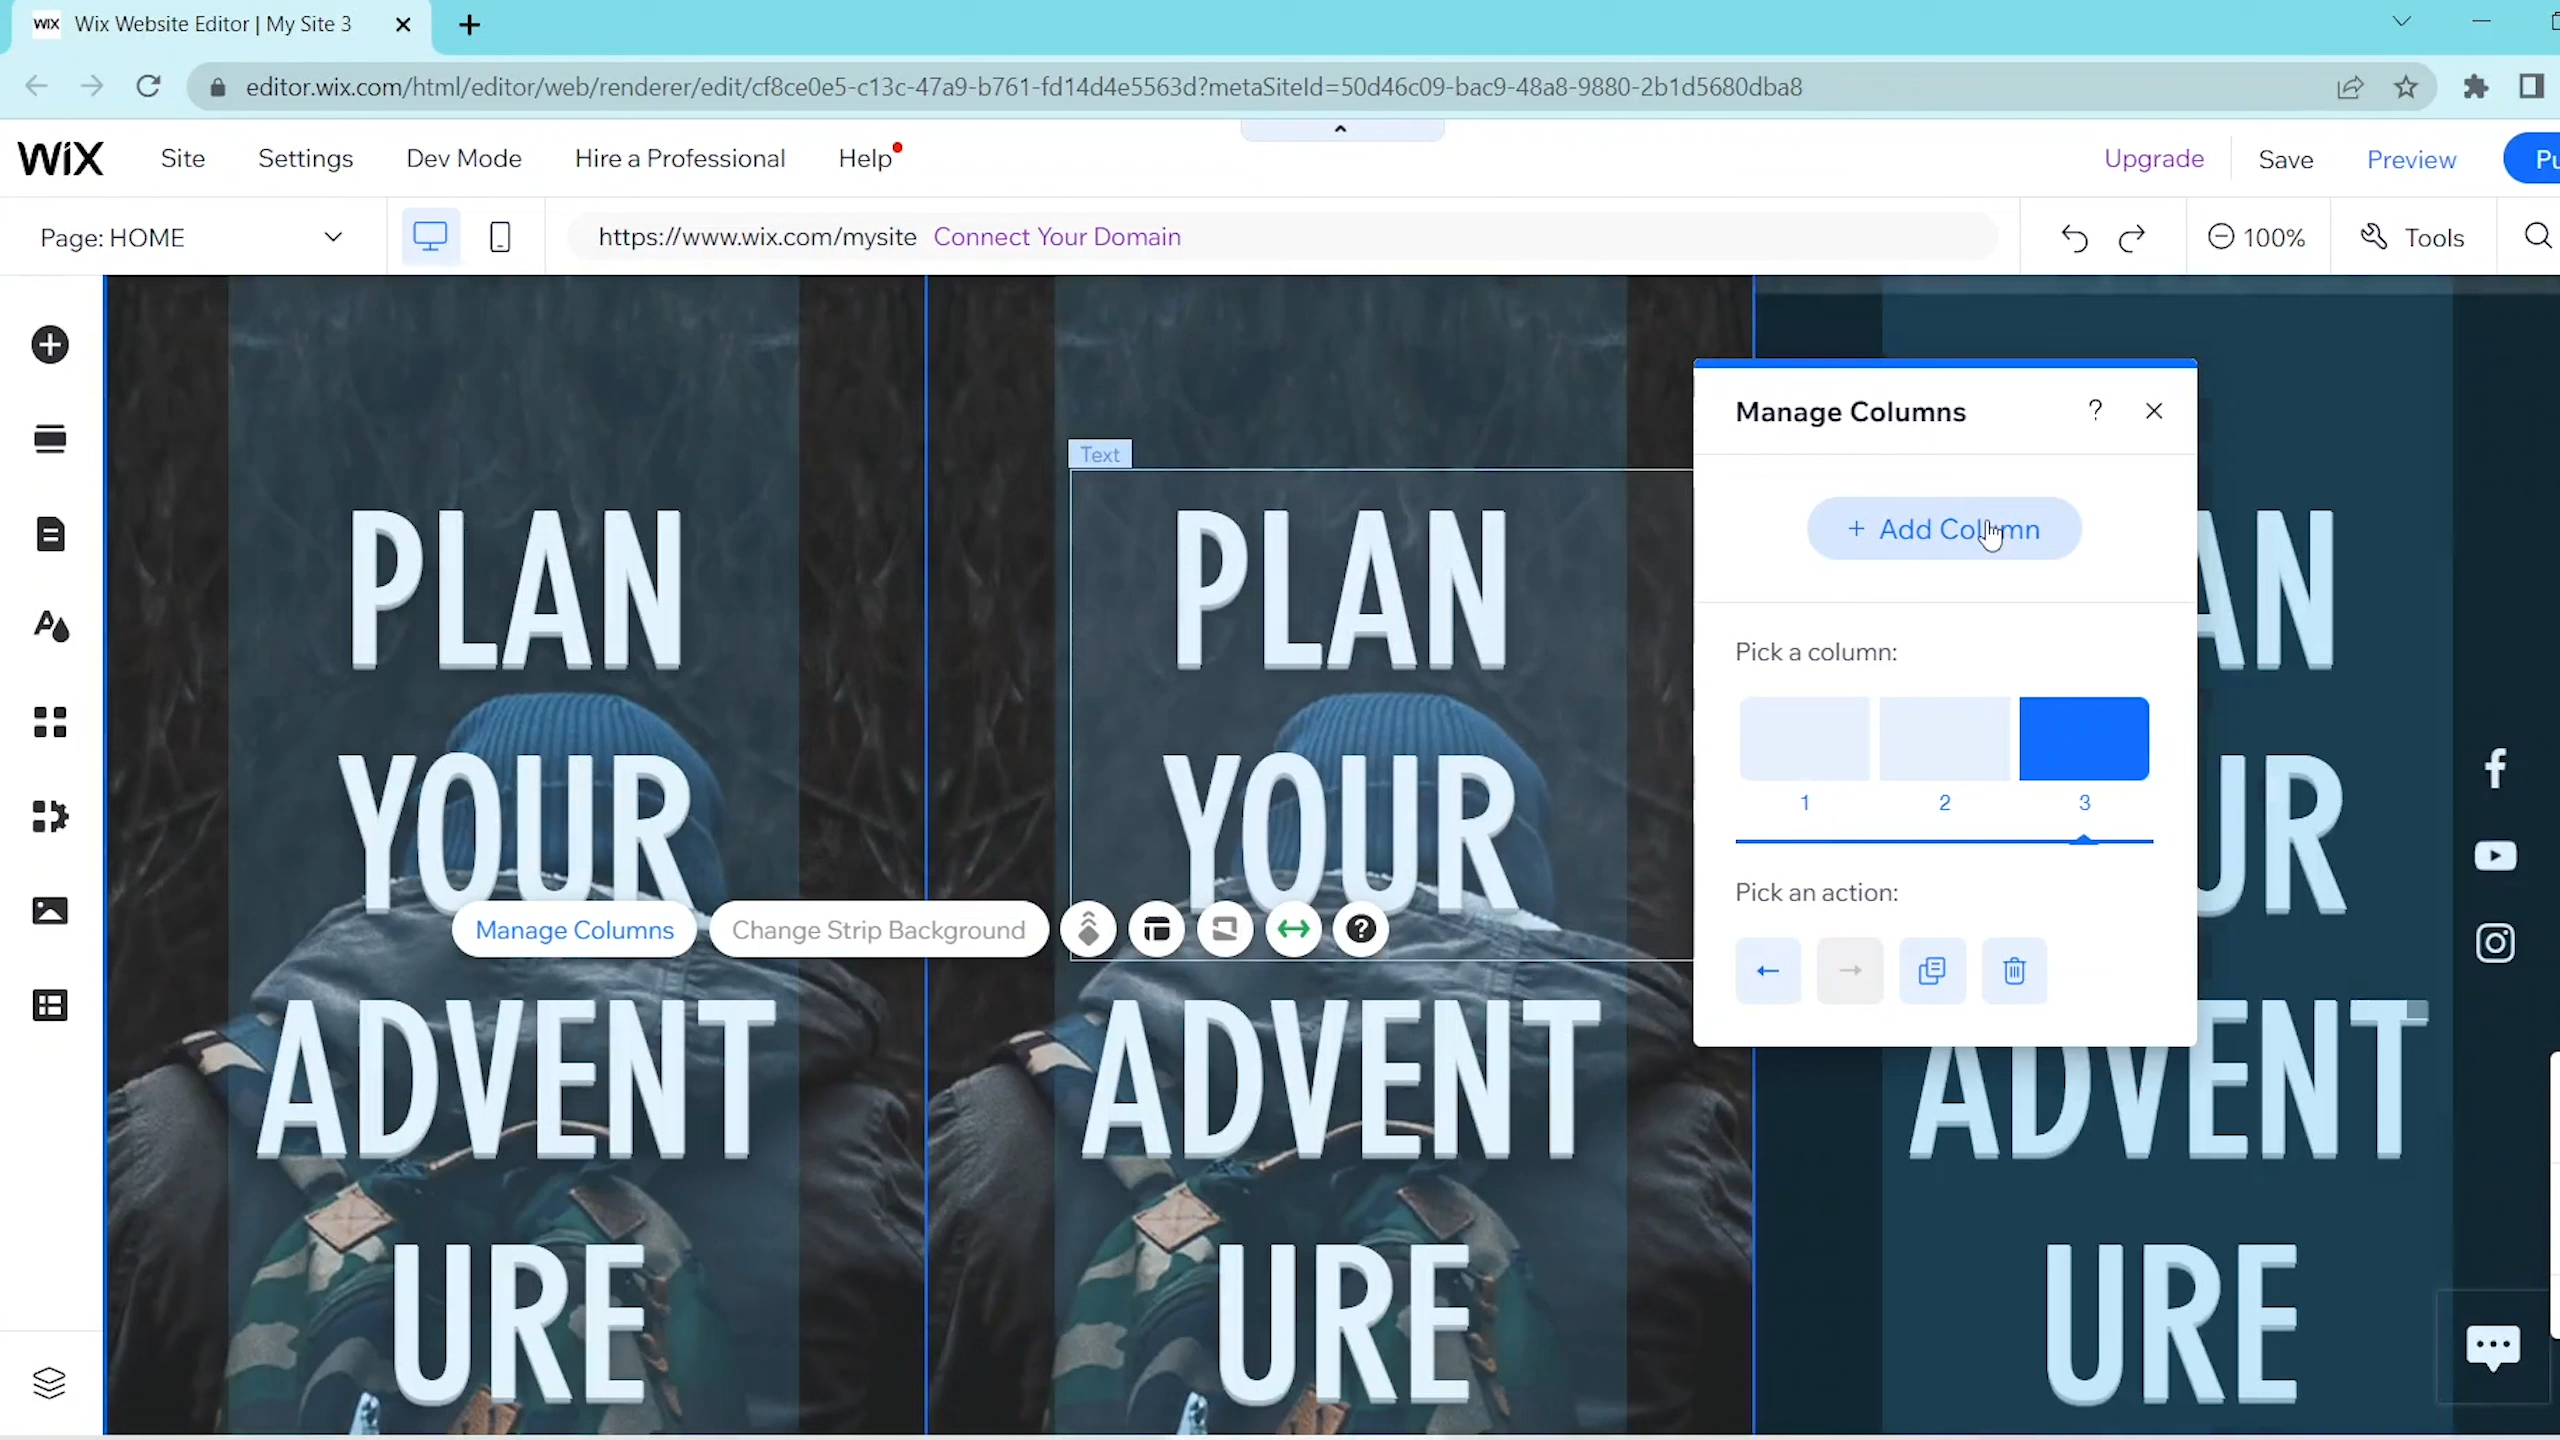 WiX Wix Website Editor | My Site 3
editor.wix.com/html/editor/web/renderer/edit/cf8ce0e5-c13c-47a9-b761-fd14d4e5563d?metaSiteId=50d46c09-bac9-48a8-9880-2b1d5680dba8
WiX Site Settings Dev Mode Hire a Professional Help Upgrade Save Preview Pu
Page: HOME https://www.wix.com/mysite Connect Your Domain 100% Tools
Manage Columns ?
Text
+ Add Column
PLAN PLAN AN
Pick a column:
1 2 3
YOUR YOUR UR
Pick an action:
Manage Columns Change Strip Background ?
ADVENT ADVENT ADVENT
URE URE URE